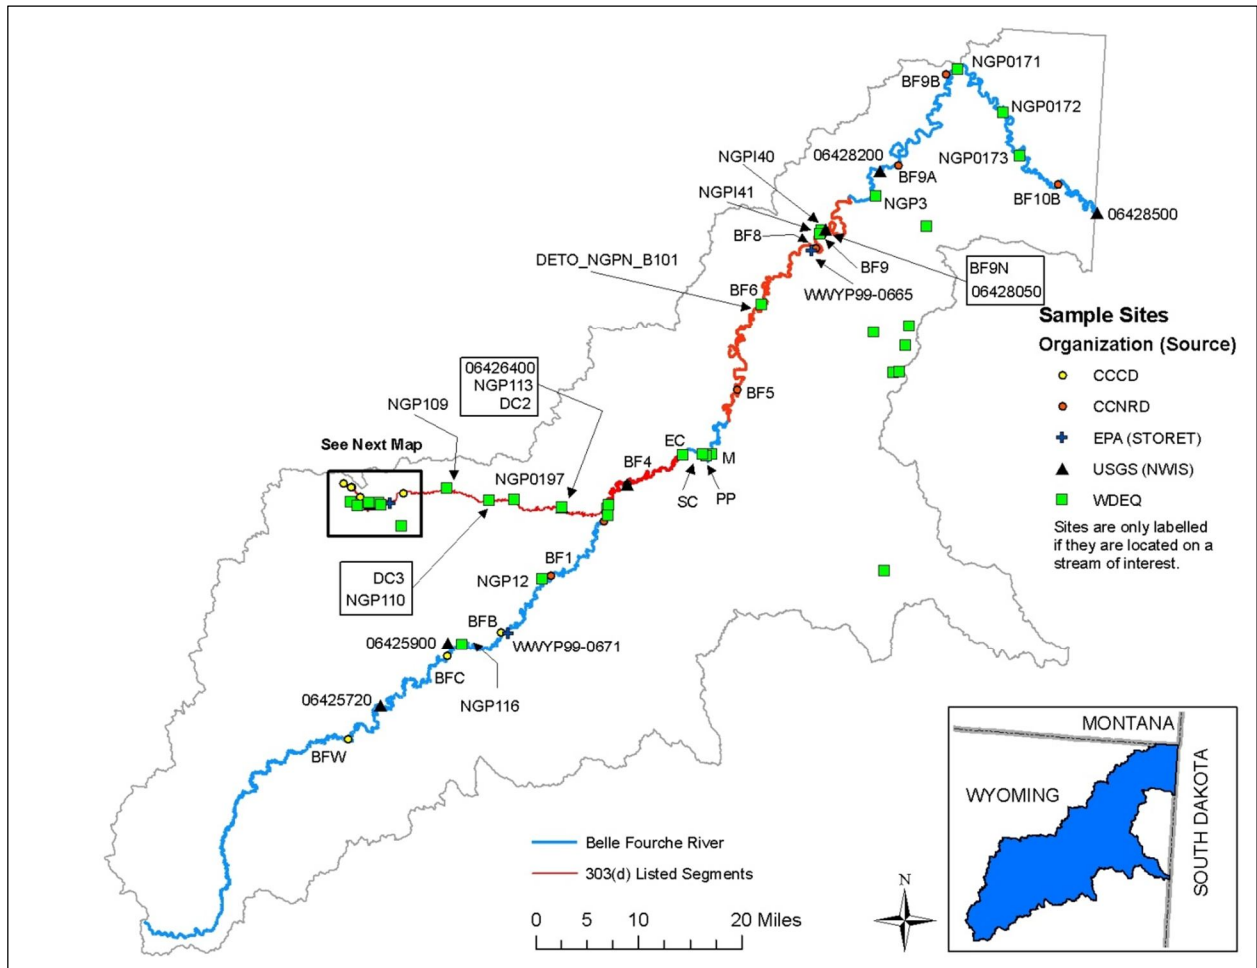 NGP0171
BF9B
NGP0172
NGPI40
06428200
NGP0173
BF9A
NGPI41
NGP3
BF10B
06428500
BF8
BF9
DETO_NGPN_B101
BF9N
06428050
BF6
WWYP99-0665
Sample Sites
Organization (Source)
CCCD
CCNRD
EPA (STORET)
USGS (NWIS)
WDEQ
Sites are only labelled
if they are located on a
stream of interest.
06426400
NGP113
DC2
BF5
NGP109
See Next Map
EC
M
BF4
NGP0197
SC
PP
BF1
DC3
NGP110
NGP12
BFB
06425900
WWYP99-0671
BFC
NGP116
06425720
BFW
MONTANA
WYOMING
SOUTH DAKOTA
Belle Fourche River
303(d) Listed Segments
N
0 5 10 20 Miles